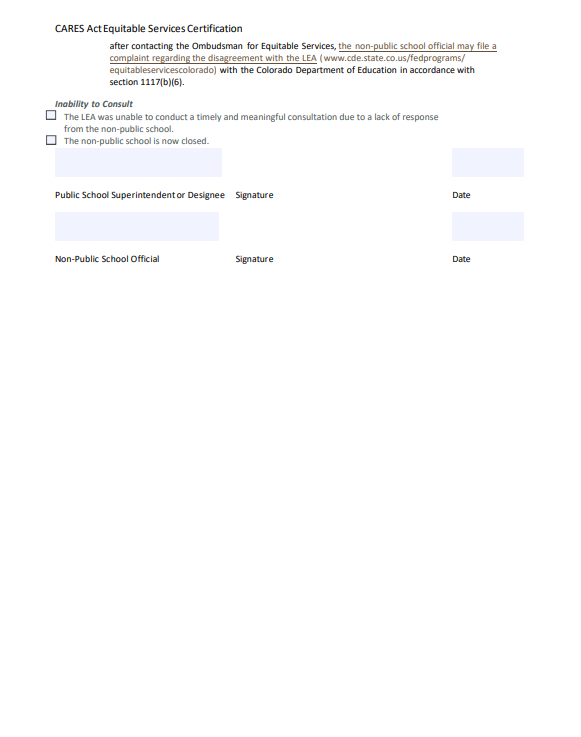 CARES Act Equitable Services Certification
after contacting the Ombudsman for Equitable Services, the non-public school official may file a
complaint regarding the disagreement with the LEA (www.cde.state.co.us/fedprograms/
equitableservicescolorado) with the Colorado Department of Education in accordance with
section 1117(b)(6).
Inability to Consult
The LEA was unable to conduct a timely and meaningful consultation due to a lack of response
from the non-public school.
The non-public school is now closed.
Public School Superintendent or Designee Signature Date
Non-Public School Official Signature Date